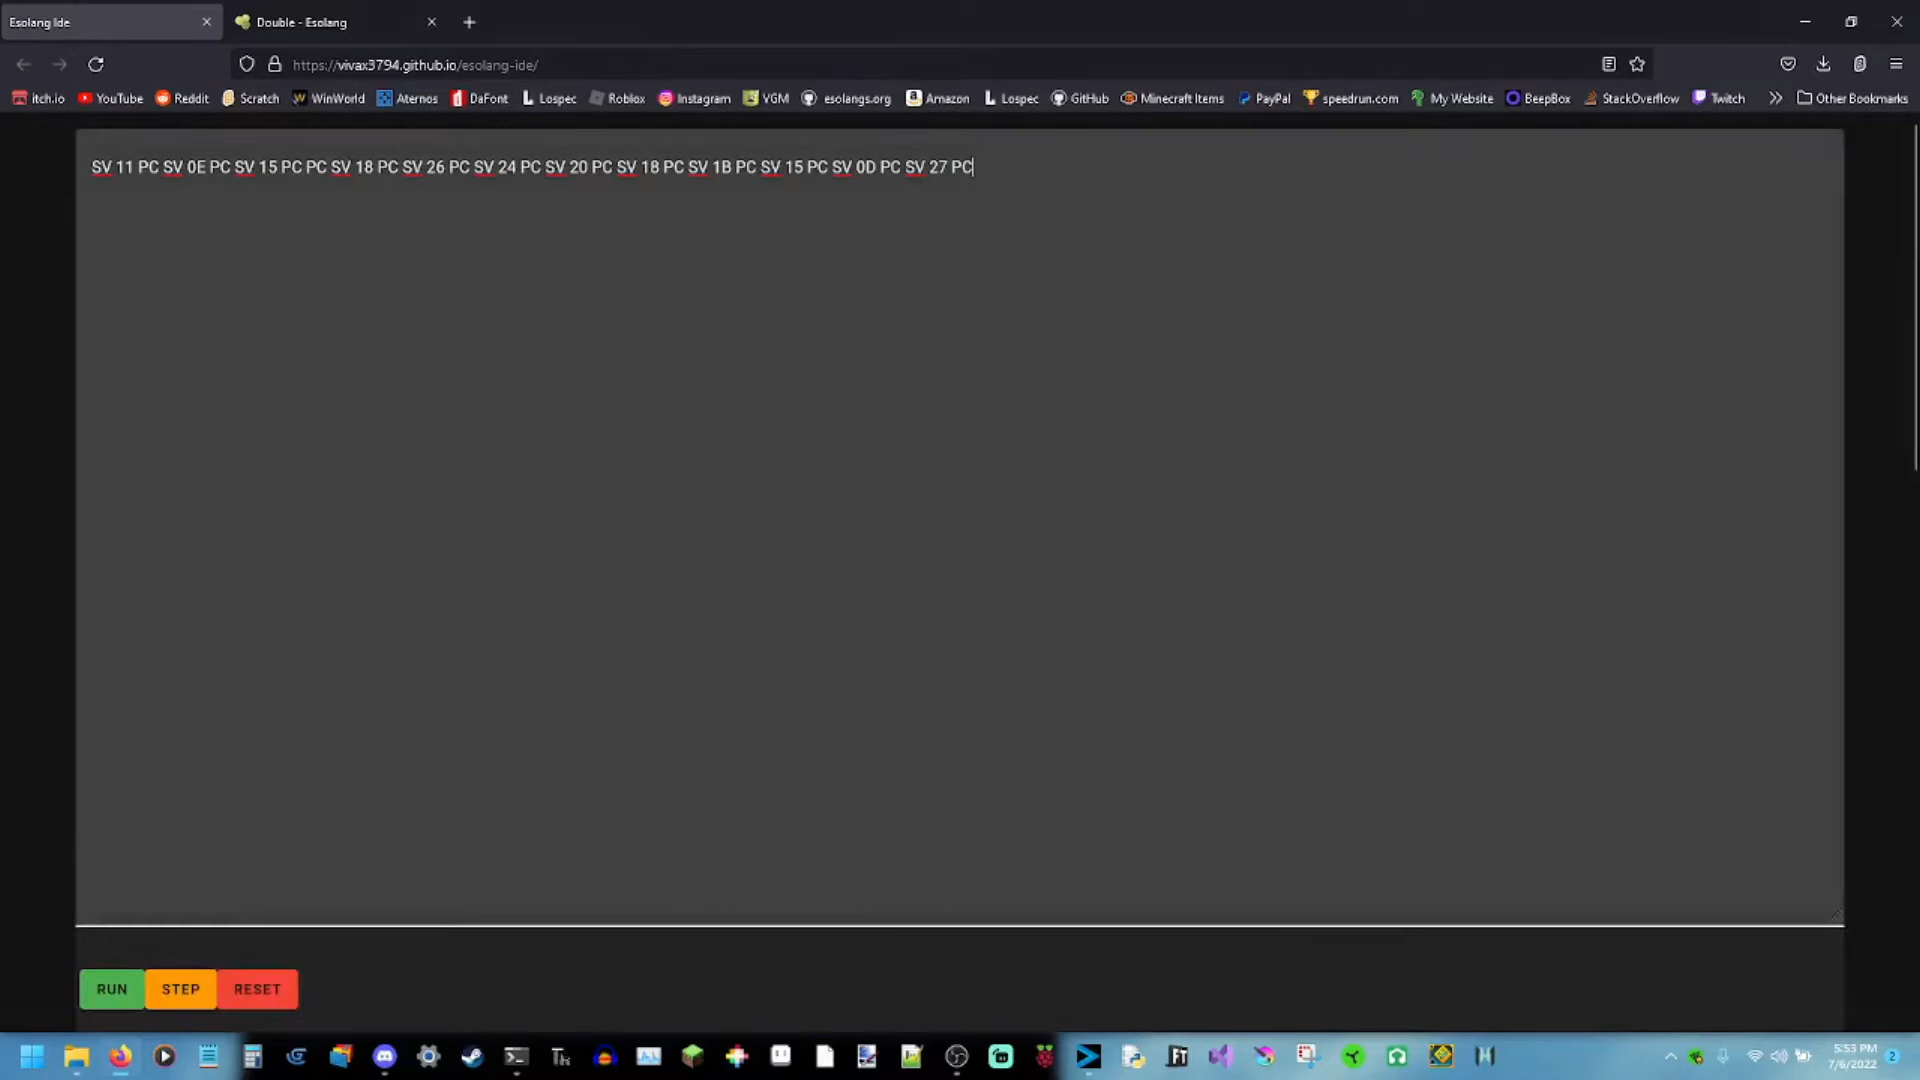 Esolang Ide
Double - Esolang
https://vivax3794.github.io/esolang-ide/
itch.io YouTube Reddit Scratch WinWorld Aternos DaFont Lospec Roblox Instagram VGM esolangs.org Amazon Lospec GitHub Minecraft Items PayPal speedrun.com My Website BeepBox StackOverflow Twitch Other Bookmarks
SV 11 PC SV 0E PC SV 15 PC PC SV 18 PC SV 26 PC SV 24 PC SV 20 PC SV 18 PC SV 1B PC SV 15 PC SV 0D PC SV 27 PC
RUN STEP RESET
5:53 PM
7/6/2022
2